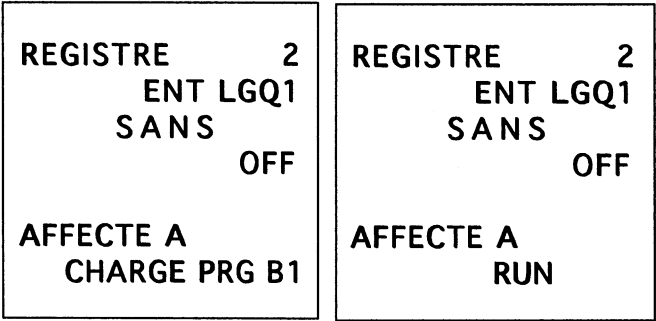 REGISTRE 2
ENT LGQ1
SANS
OFF
AFFECTE A
CHARGE PRG B1
REGISTRE 2
ENT LGQ1
SANS
OFF
AFFECTE A
RUN